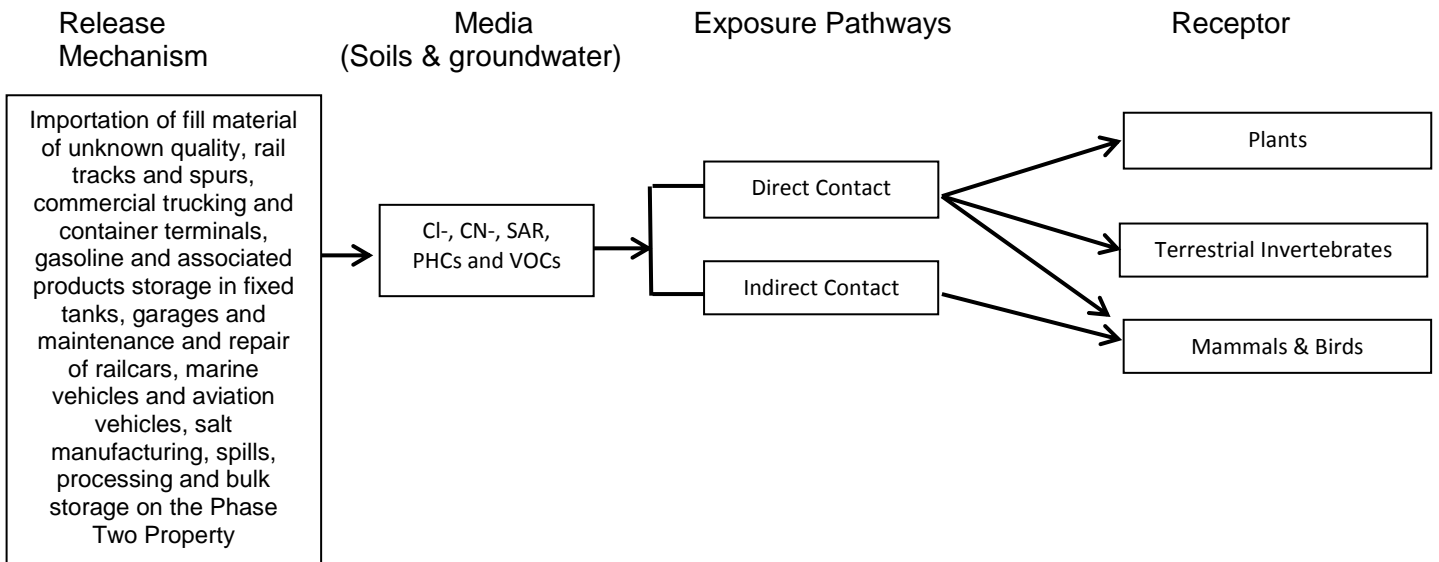 Release
Mechanism
Media
(Soils & groundwater)
Exposure Pathways
Receptor
Importation of fill material
of unknown quality, rail
tracks and spurs,
commercial trucking and
container terminals,
gasoline and associated
products storage in fixed
tanks, garages and
maintenance and repair
of railcars, marine
vehicles and aviation
vehicles, salt
manufacturing, spills,
processing and bulk
storage on the Phase
Two Property
Cl-, CN-, SAR,
PHCs and VOCs
Direct Contact
Indirect Contact
Plants
Terrestrial Invertebrates
Mammals & Birds